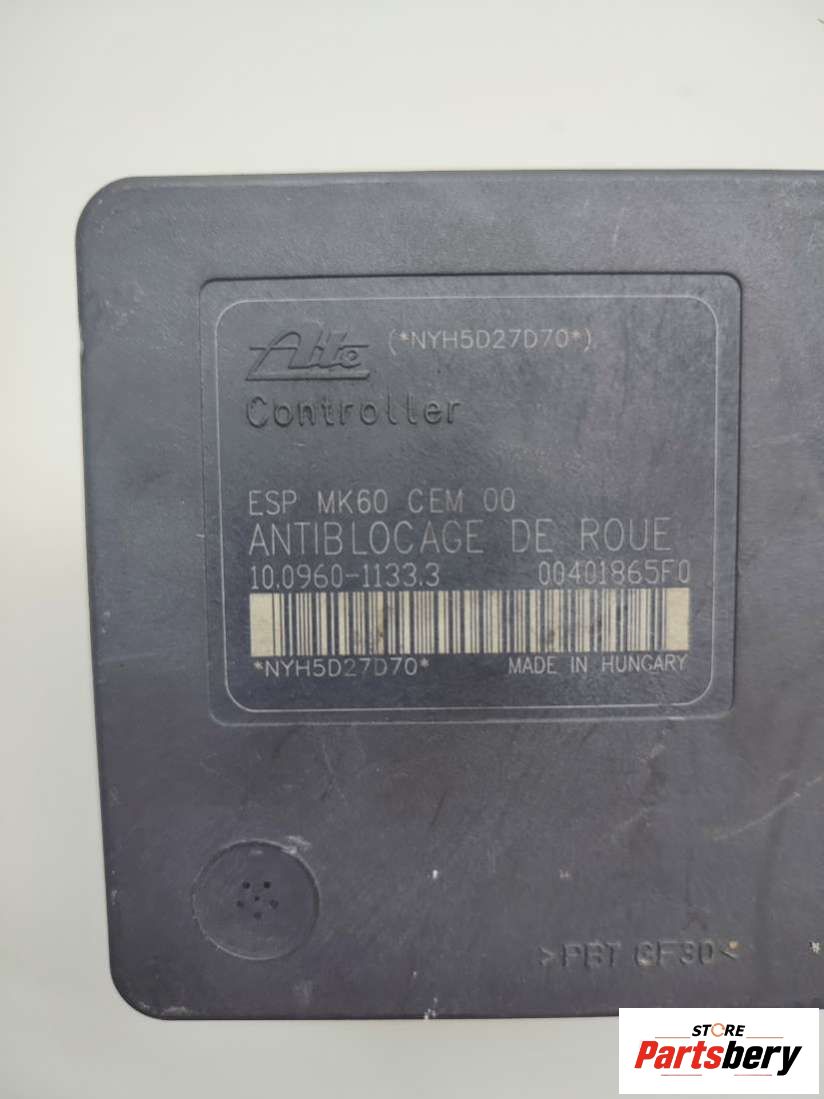 Ate (*NYH5D27D70*)
Controller
ESP MK60 CEM 00
ANTIBLOCAGE DE ROUE
10.0960-1133.3 00401865F0
*NYH5D27D70* MADE IN HUNGARY
>PBT GF30<
STORE
Partsbery